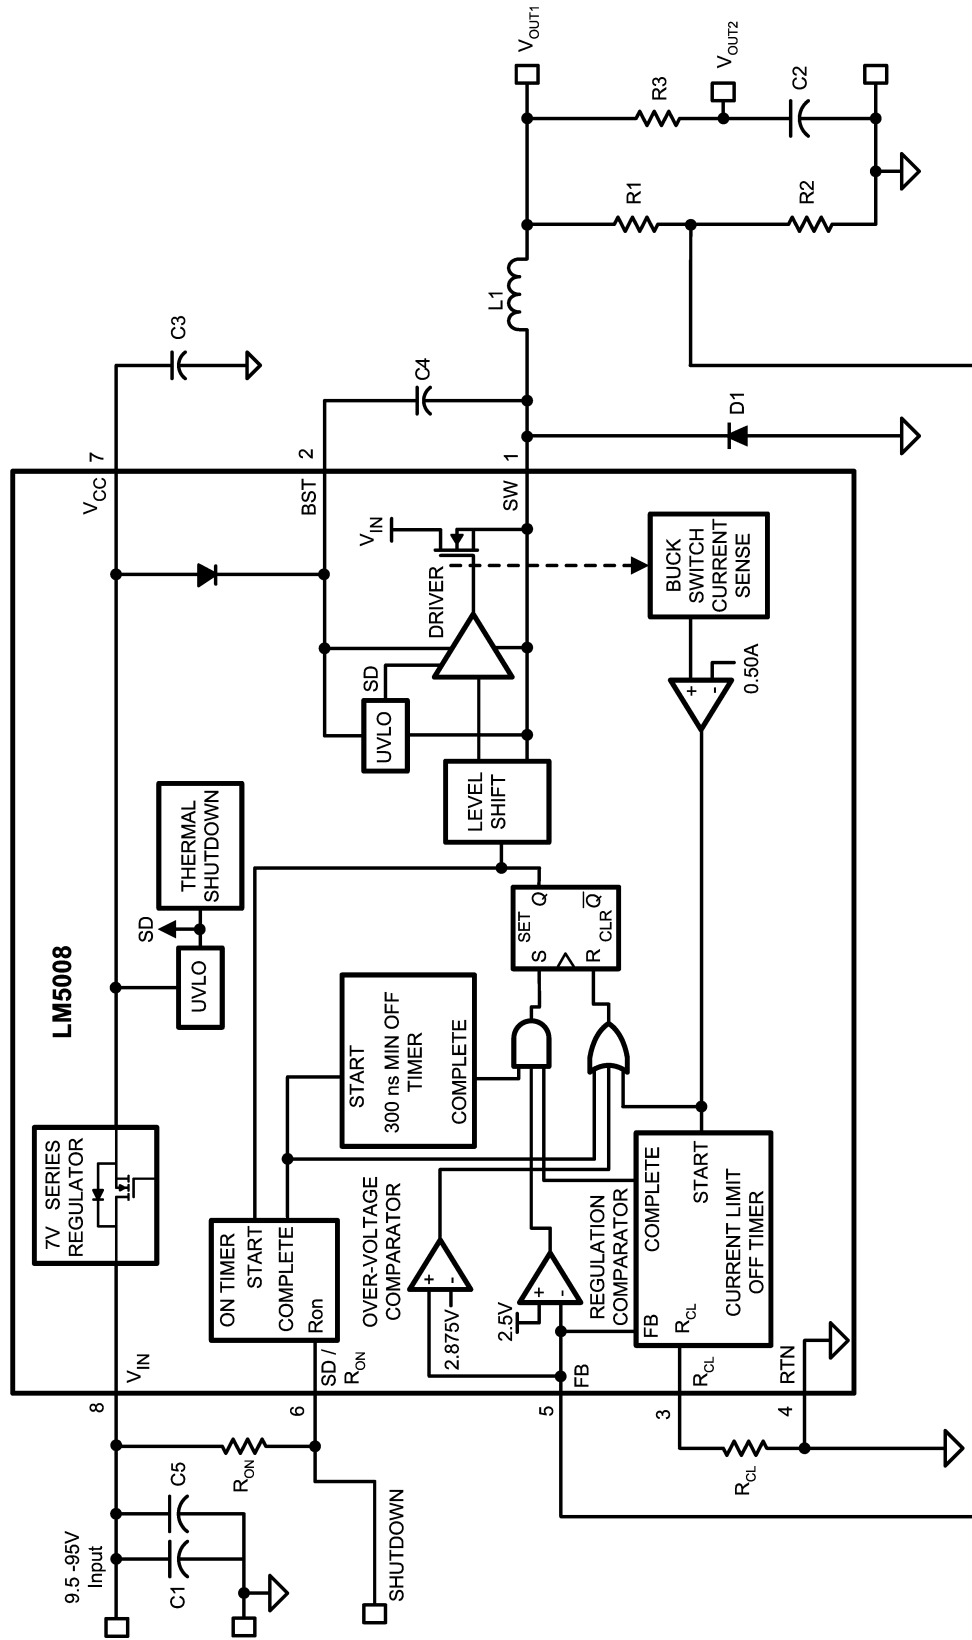 LM5008
9.5 -95V
Input
C1
C5
R_ON
SHUTDOWN
8
V_IN
6
SD /
R_ON
5
FB
3
R_CL
4
RTN
R_CL
7V SERIES
REGULATOR
UVLO
SD
THERMAL
SHUTDOWN
ON TIMER
START
COMPLETE
Ron
START
300 ns MIN OFF
TIMER
COMPLETE
OVER-VOLTAGE
COMPARATOR
+
-
2.875V
2.5V
+
-
REGULATION
COMPARATOR
COMPLETE
START
FB
R_CL
CURRENT LIMIT
OFF TIMER
SET
S
Q
R
Q̅
CLR
LEVEL
SHIFT
UVLO
SD
DRIVER
V_IN
BUCK
SWITCH
CURRENT
SENSE
+
-
0.50A
V_CC
7
BST
2
SW
1
C3
C4
L1
D1
R1
R2
R3
C2
V_OUT1
V_OUT2